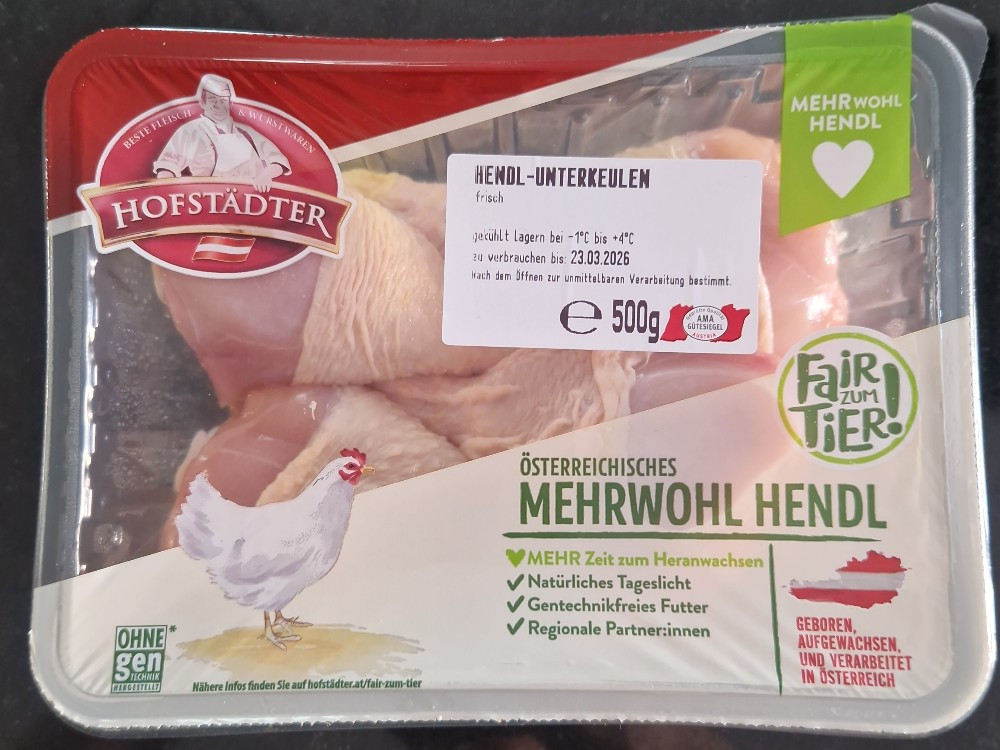 BESTE FLEISCH & WURSTWAREN
HOFSTÄDTER
MEHR WOHL
HENDL
HENDL-UNTERKEULEN
frisch
gekühlt lagern bei -1°C bis +4°C
zu verbrauchen bis: 23.03.2026
Nach dem Öffnen zur unmittelbaren Verarbeitung bestimmt.
℮ 500g
Geprüfte Qualität
AMA
GÜTESIEGEL
AUSTRIA
FAIR
ZUM
TIER!
ÖSTERREICHISCHES
MEHRWOHL HENDL
MEHR Zeit zum Heranwachsen
Natürliches Tageslicht
Gentechnikfreies Futter
Regionale Partner:innen
GEBOREN,
AUFGEWACHSEN,
UND VERARBEITET
IN ÖSTERREICH
OHNE*
gen
TECHNIK
HERGESTELLT
Nähere Infos finden Sie auf hofstädter.at/fair-zum-tier